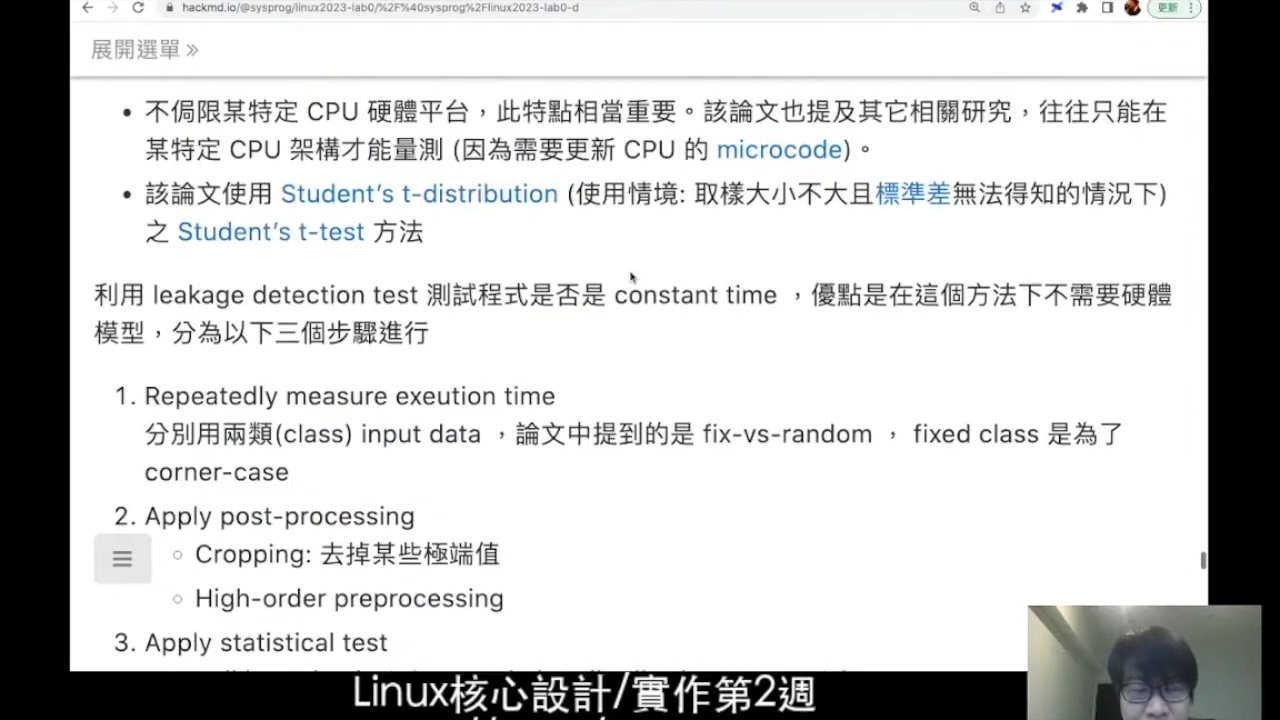 hackmd.io/@sysprog/linux2023-lab0/%2F%40sysprog%2Flinux2023-lab0-d
更新
展開選單 »
• 不侷限某特定 CPU 硬體平台，此特點相當重要。該論文也提及其它相關研究，往往只能在
某特定 CPU 架構才能量測 (因為需要更新 CPU 的 microcode)。
• 該論文使用 Student's t-distribution (使用情境: 取樣大小不大且標準差無法得知的情況下)
之 Student's t-test 方法
利用 leakage detection test 測試程式是否是 constant time ，優點是在這個方法下不需要硬體
模型，分為以下三個步驟進行
1. Repeatedly measure exeution time
分別用兩類(class) input data ，論文中提到的是 fix-vs-random ， fixed class 是為了
corner-case
2. Apply post-processing
○ Cropping: 去掉某些極端值
○ High-order preprocessing
3. Apply statistical test
Linux核心設計/實作第2週